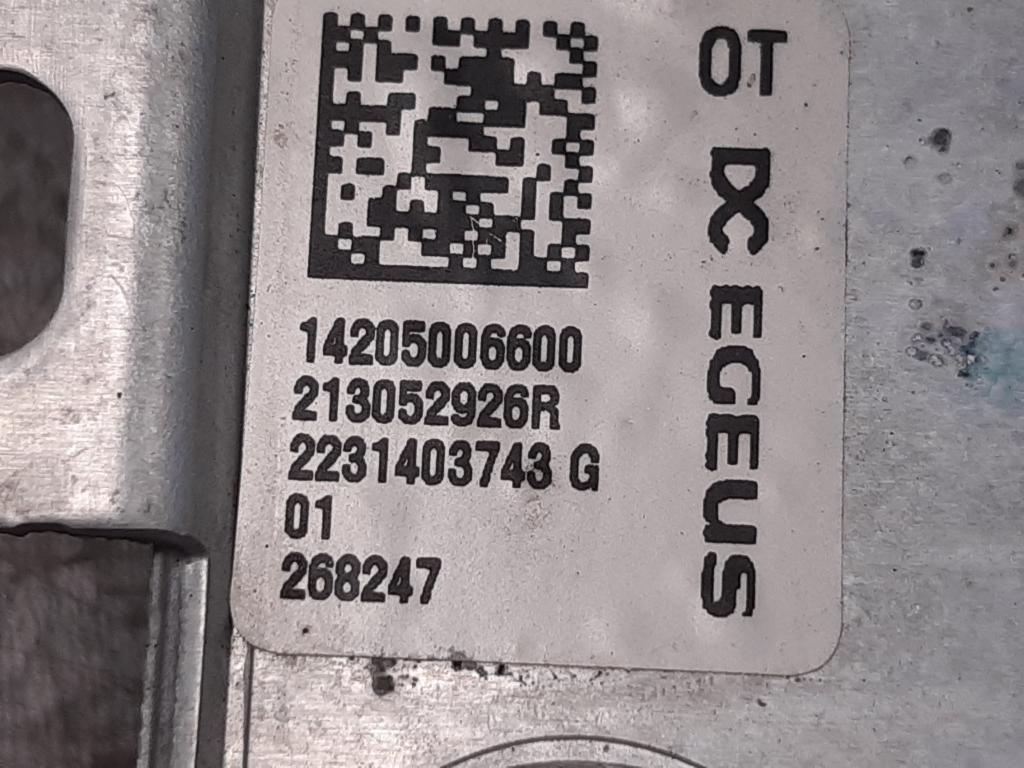 14205006600
213052926R
2231403743 G
01
268247
OT
DC EGEUS